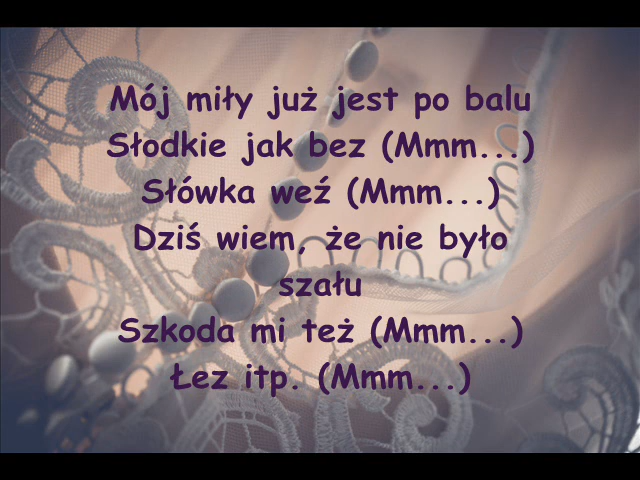 Mój miły już jest po balu
Słodkie jak bez (Mmm...)
Słówka weź (Mmm...)
Dziś wiem, że nie było
szału
Szkoda mi też (Mmm...)
Łez itp. (Mmm...)